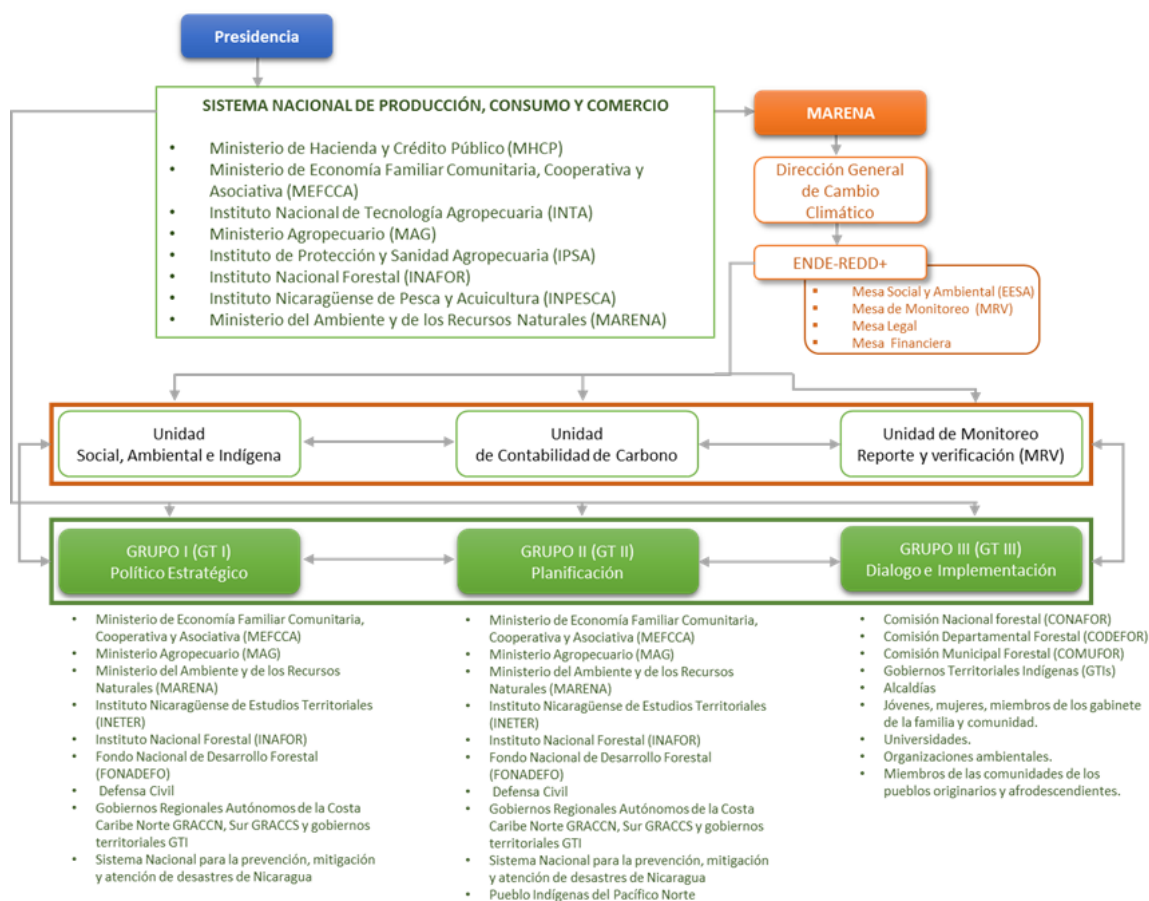 Presidencia
SISTEMA NACIONAL DE PRODUCCIÓN, CONSUMO Y COMERCIO
• Ministerio de Hacienda y Crédito Público (MHCP)
• Ministerio de Economía Familiar Comunitaria, Cooperativa y
Asociativa (MEFCCA)
• Instituto Nacional de Tecnología Agropecuaria (INTA)
• Ministerio Agropecuario (MAG)
• Instituto de Protección y Sanidad Agropecuaria (IPSA)
• Instituto Nacional Forestal (INAFOR)
• Instituto Nicaragüense de Pesca y Acuicultura (INPESCA)
• Ministerio del Ambiente y de los Recursos Naturales (MARENA)
MARENA
Dirección General
de Cambio
Climático
ENDE-REDD+
▪ Mesa Social y Ambiental (EESA)
▪ Mesa de Monitoreo (MRV)
▪ Mesa Legal
▪ Mesa Financiera
Unidad
Social, Ambiental e Indígena
Unidad
de Contabilidad de Carbono
Unidad de Monitoreo
Reporte y verificación (MRV)
GRUPO I (GT I)
Político Estratégico
GRUPO II (GT II)
Planificación
GRUPO III (GT III)
Dialogo e Implementación
• Ministerio de Economía Familiar Comunitaria,
Cooperativa y Asociativa (MEFCCA)
• Ministerio Agropecuario (MAG)
• Ministerio del Ambiente y de los Recursos
Naturales (MARENA)
• Instituto Nicaragüense de Estudios Territoriales
(INETER)
• Instituto Nacional Forestal (INAFOR)
• Fondo Nacional de Desarrollo Forestal
(FONADEFO)
• Defensa Civil
• Gobiernos Regionales Autónomos de la Costa
Caribe Norte GRACCN, Sur GRACCS y gobiernos
territoriales GTI
• Sistema Nacional para la prevención, mitigación
y atención de desastres de Nicaragua
• Ministerio de Economía Familiar Comunitaria,
Cooperativa y Asociativa (MEFCCA)
• Ministerio Agropecuario (MAG)
• Ministerio del Ambiente y de los Recursos
Naturales (MARENA)
• Instituto Nicaragüense de Estudios Territoriales
(INETER)
• Instituto Nacional Forestal (INAFOR)
• Fondo Nacional de Desarrollo Forestal
(FONADEFO)
• Defensa Civil
• Gobiernos Regionales Autónomos de la Costa
Caribe Norte GRACCN, Sur GRACCS y gobiernos
territoriales GTI
• Sistema Nacional para la prevención, mitigación
y atención de desastres de Nicaragua
• Pueblo Indígenas del Pacífico Norte
• Comisión Nacional forestal (CONAFOR)
• Comisión Departamental Forestal (CODEFOR)
• Comisión Municipal Forestal (COMUFOR)
• Gobiernos Territoriales Indígenas (GTIs)
• Alcaldías
• Jóvenes, mujeres, miembros de los gabinete
de la familia y comunidad.
• Universidades.
• Organizaciones ambientales.
• Miembros de las comunidades de los
pueblos originarios y afrodescendientes.